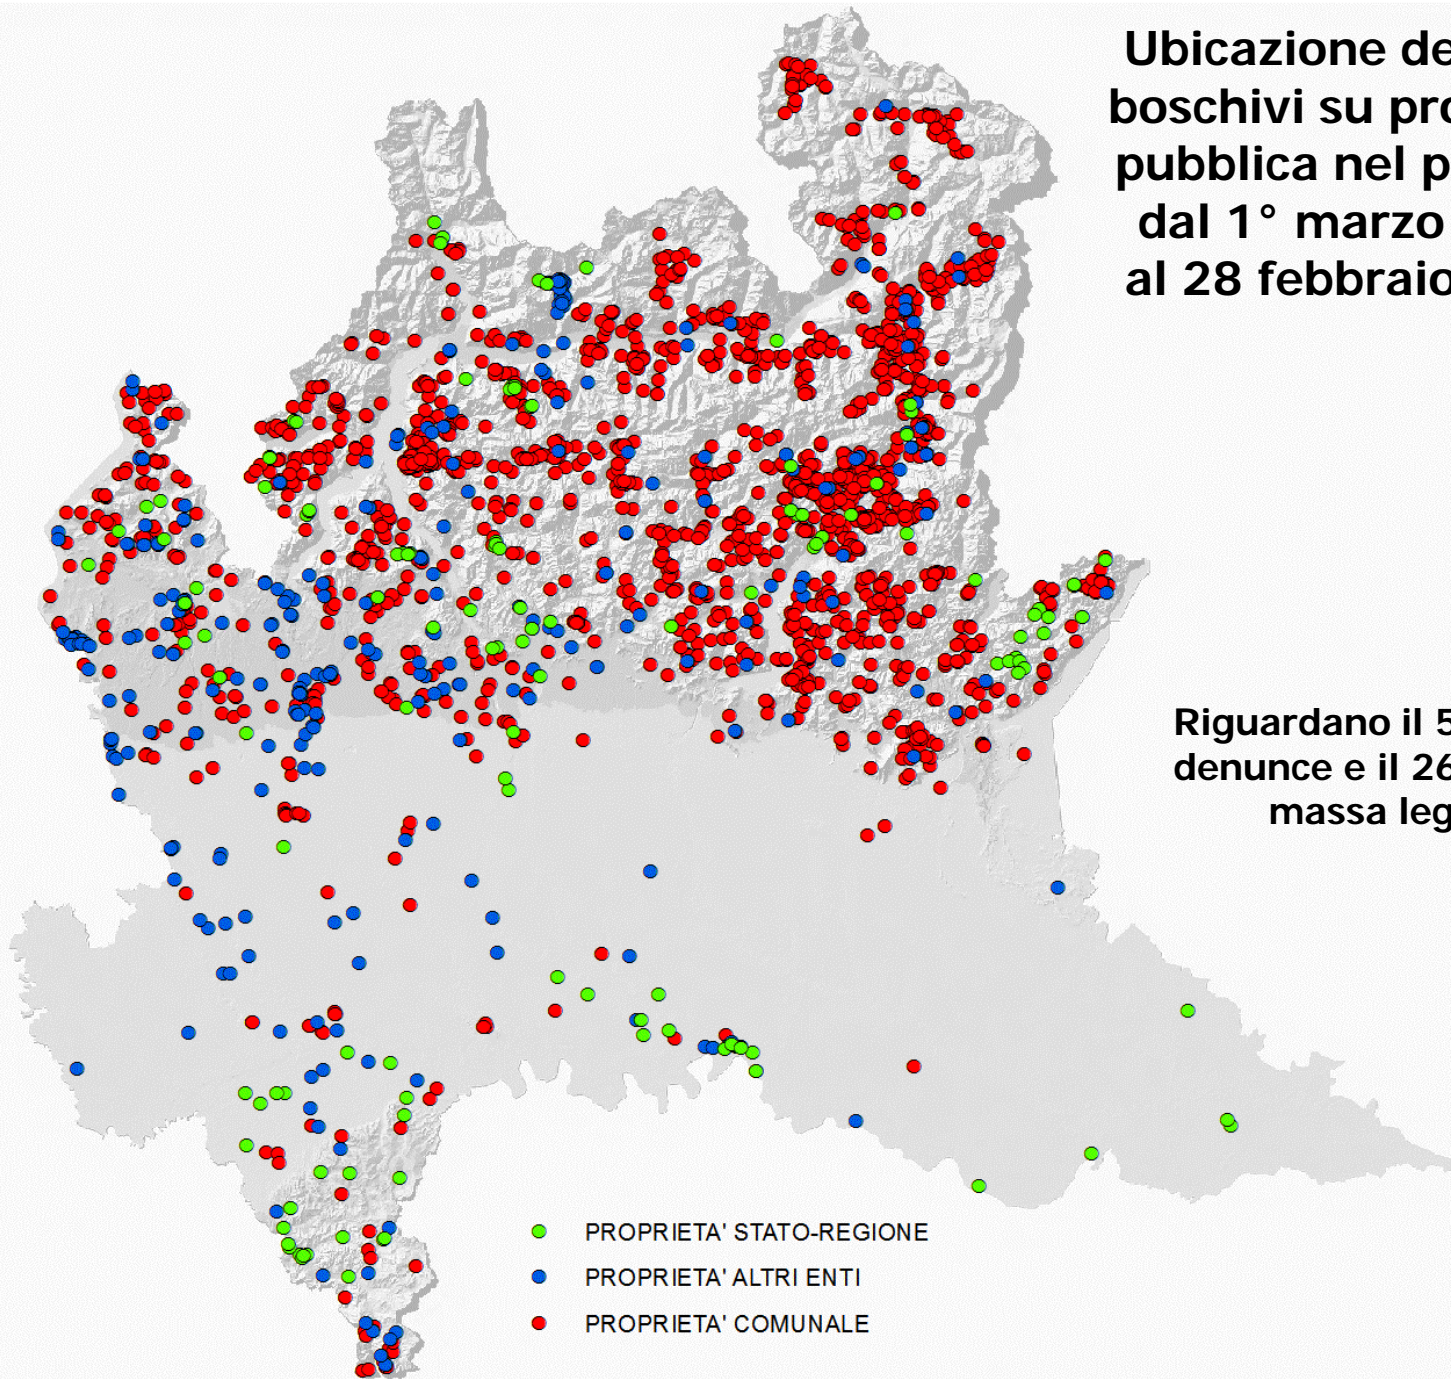 Ubicazione de
boschivi su pro
pubblica nel p
dal 1° marzo
al 28 febbraio
Riguardano il 5
denunce e il 26
massa leg
PROPRIETA' STATO-REGIONE
PROPRIETA' ALTRI ENTI
PROPRIETA' COMUNALE